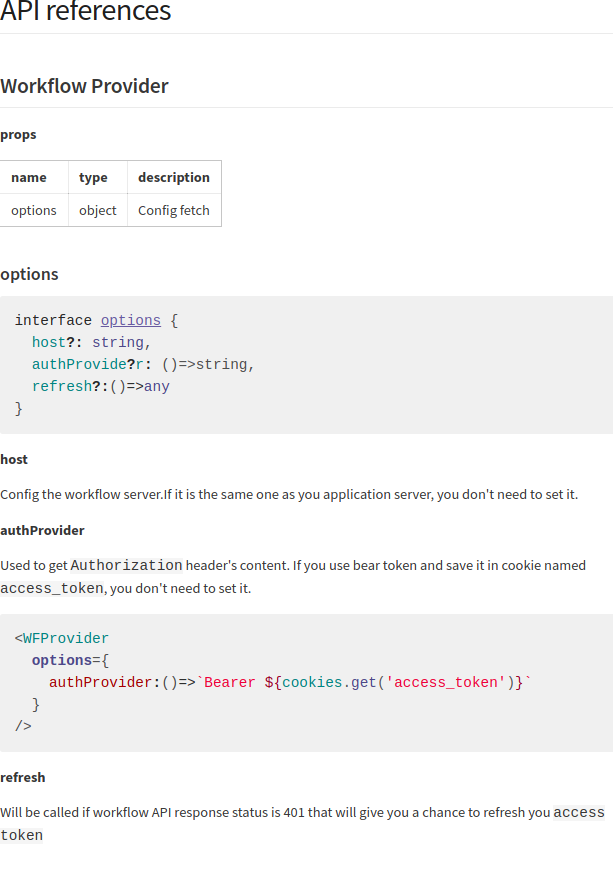 API references
Workflow Provider
props
name type description
options object Config fetch
options
interface options {
host?: string,
authProvide?r: ()=>string,
refresh?:()=>any
}
host
Config the workflow server.If it is the same one as you application server, you don't need to set it.
authProvider
Used to get Authorization header's content. If you use bear token and save it in cookie named
access_token, you don't need to set it.
<WFProvider
options={
authProvider:()=>`Bearer ${cookies.get('access_token')}`
}
/>
refresh
Will be called if workflow API response status is 401 that will give you a chance to refresh you access
token